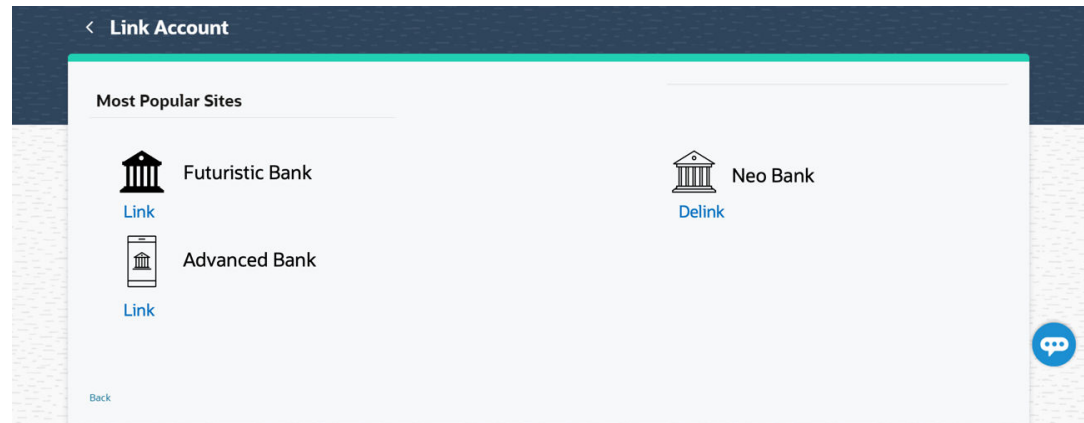 Link Account
Most Popular Sites
Futuristic Bank
Neo Bank
Link
Delink
Advanced Bank
Link
Back